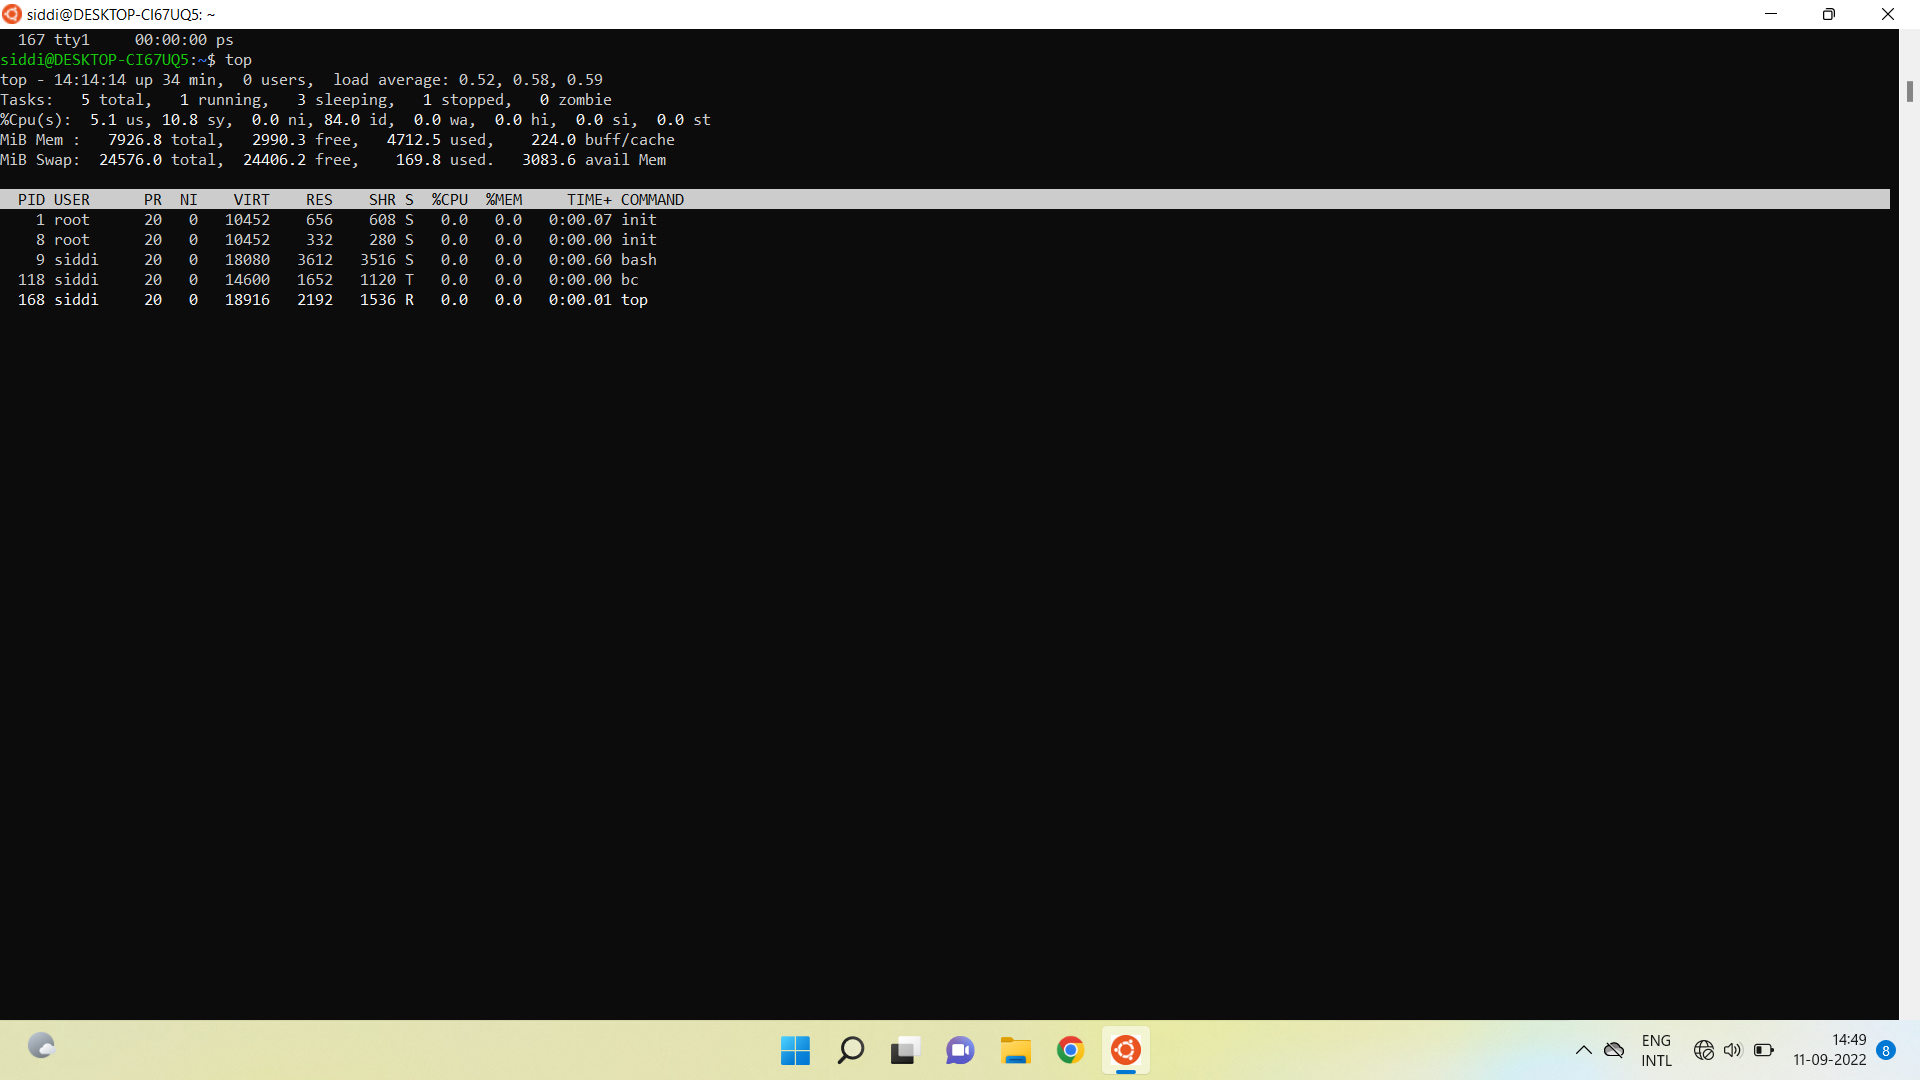 siddi@DESKTOP-CI67UQ5: ~
  167 tty1     00:00:00 ps
siddi@DESKTOP-CI67UQ5:~$ top
top - 14:14:14 up 34 min,  0 users,  load average: 0.52, 0.58, 0.59
Tasks:   5 total,   1 running,   3 sleeping,   1 stopped,   0 zombie
%Cpu(s):  5.1 us, 10.8 sy,  0.0 ni, 84.0 id,  0.0 wa,  0.0 hi,  0.0 si,  0.0 st
MiB Mem :   7926.8 total,   2990.3 free,   4712.5 used,    224.0 buff/cache
MiB Swap:  24576.0 total,  24406.2 free,    169.8 used.   3083.6 avail Mem
  PID USER      PR  NI    VIRT    RES    SHR S  %CPU  %MEM     TIME+ COMMAND
    1 root      20   0   10452    656    608 S   0.0   0.0   0:00.07 init
    8 root      20   0   10452    332    280 S   0.0   0.0   0:00.00 init
    9 siddi     20   0   18080   3612   3516 S   0.0   0.0   0:00.60 bash
  118 siddi     20   0   14600   1652   1120 T   0.0   0.0   0:00.00 bc
  168 siddi     20   0   18916   2192   1536 R   0.0   0.0   0:00.01 top
ENG
INTL
14:49
11-09-2022
8